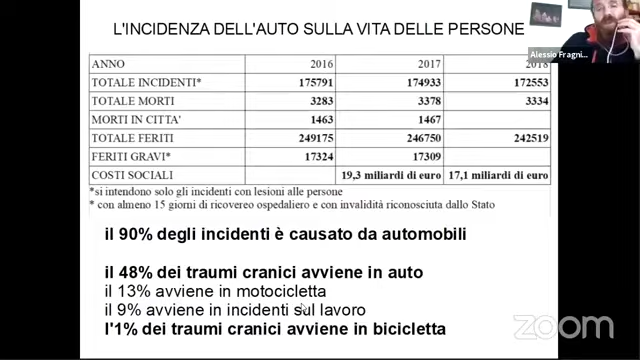 L'INCIDENZA DELL'AUTO SULLA VITA DELLE PERSONE
Alessio Fragni...
ANNO 2016 2017 2018
TOTALE INCIDENTI* 175791 174933 172553
TOTALE MORTI 3283 3378 3334
MORTI IN CITTA' 1463 1467
TOTALE FERITI 249175 246750 242519
FERITI GRAVI* 17324 17309
COSTI SOCIALI 19,3 miliardi di euro 17,1 miliardi di euro
*si intendono solo gli incidenti con lesioni alle persone
* con almeno 15 giorni di ricovereo ospedaliero e con invalidità riconosciuta dallo Stato
il 90% degli incidenti è causato da automobili
il 48% dei traumi cranici avviene in auto
il 13% avviene in motocicletta
il 9% avviene in incidenti sul lavoro
l'1% dei traumi cranici avviene in bicicletta
zoom